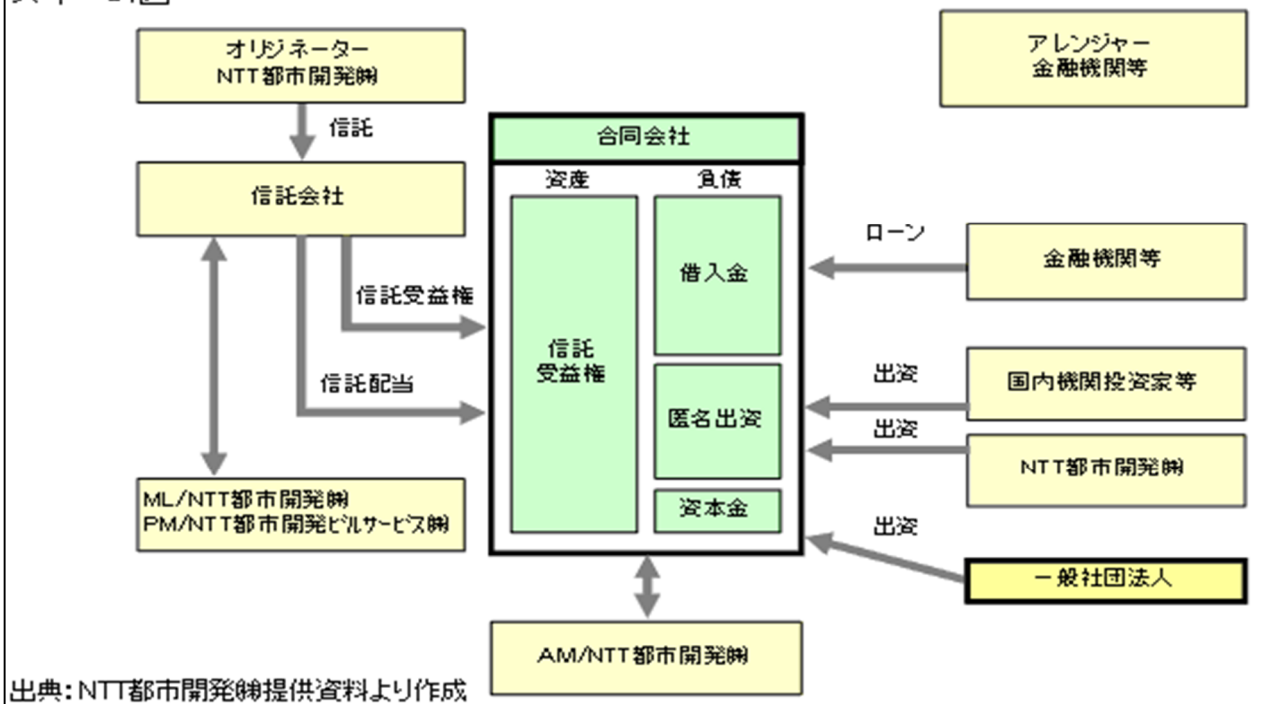 オリジネーター
NTT都市開発㈱
アレンジャー
金融機関等
信託
合同会社
資産
負債
信託会社
ローン
金融機関等
借入金
信託受益権
信託
受益権
信託配当
出資
国内機関投資家等
匿名出資
出資
NTT都市開発㈱
ML/NTT都市開発㈱
PM/NTT都市開発ビルサービス㈱
資本金
出資
一般社団法人
AM/NTT都市開発㈱
出典：NTT都市開発㈱提供資料より作成